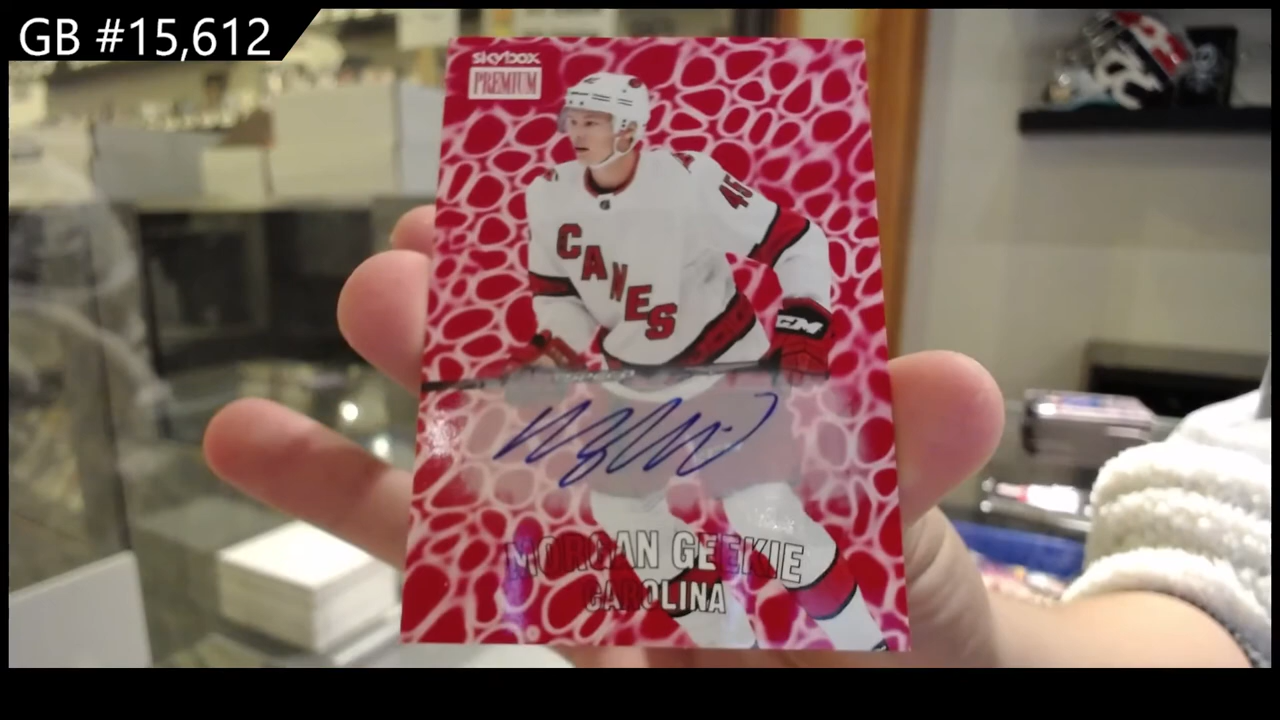 GB #15,612
skybox
PREMIUM
45
CANES
CCM
MORGAN GEEKIE
CAROLINA